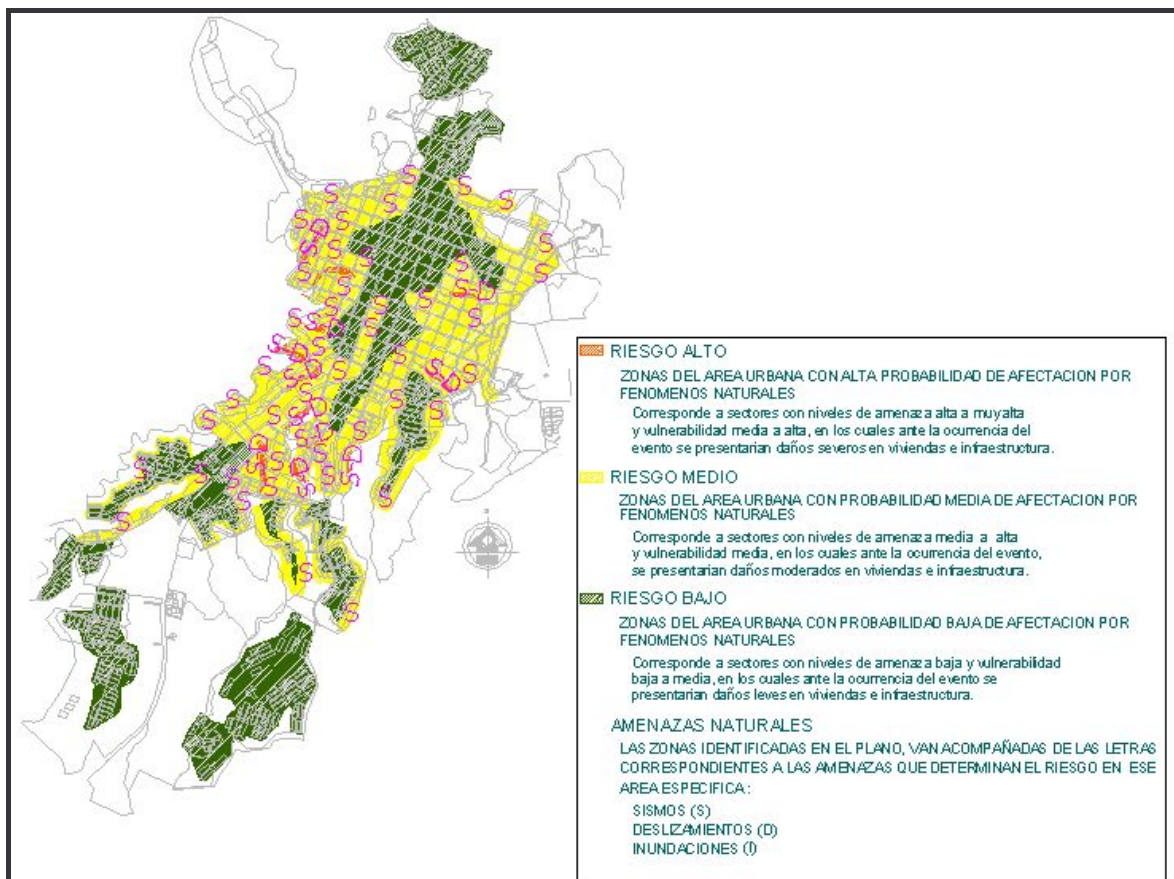 RIESGO ALTO
ZONAS DEL AREA URBANA CON ALTA PROBABILIDAD DE AFECTACION POR
FENOMENOS NATURALES
Corresponde a sectores con niveles de amenaza alta a muy alta
y vulnerabilidad media a alta, en los cuales ante la ocurrencia del
evento se presentarian daños severos en viviendas e infraestructura.
RIESGO MEDIO
ZONAS DEL AREA URBANA CON PROBABILIDAD MEDIA DE AFECTACION POR
FENOMENOS NATURALES
Corresponde a sectores con niveles de amenaza media a alta
y vulnerabilidad media, en los cuales ante la ocurrencia del evento,
se presentarian daños moderados en viviendas e infraestructura.
RIESGO BAJO
ZONAS DEL AREA URBANA CON PROBABILIDAD BAJA DE AFECTACION POR
FENOMENOS NATURALES
Corresponde a sectores con niveles de amenaza baja y vulnerabilidad
baja a media, en los cuales ante la ocurrencia del evento se
presentarian daños leves en viviendas e infraestructura.
AMENAZAS NATURALES
LAS ZONAS IDENTIFICADAS EN EL PLANO, VAN ACOMPAÑADAS DE LAS LETRAS
CORRESPONDIENTES A LAS AMENAZAS QUE DETERMINAN EL RIESGO EN ESE
AREA ESPECIFICA :
SISMOS (S)
DESLIZAMIENTOS (D)
INUNDACIONES (I)